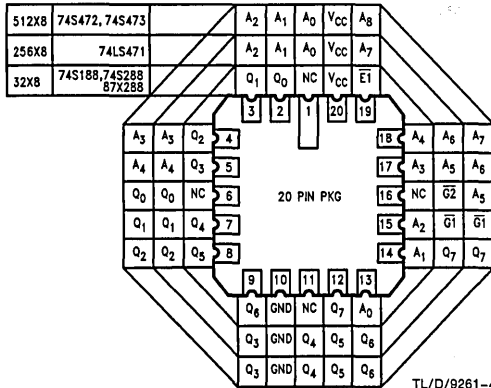 512X8 74S472, 74S473 A2 A1 A0 VCC A8
256X8 74LS471 A2 A1 A0 VCC A7
32X8 74S188,74S288 87X288 Q1 Q0 NC VCC E1
3 2 1 20 19
A3 A3 Q2 4 18 A4 A6 A7
A4 A4 Q3 5 17 A3 A5 A6
Q0 Q0 NC 6 20 PIN PKG 16 NC G2 A5
Q1 Q1 Q4 7 15 A2 G1 G1
Q2 Q2 Q5 8 14 A1 Q7 Q7
9 10 11 12 13
Q6 GND NC Q7 A0
Q3 GND Q4 Q5 Q6
Q3 GND Q4 Q5 Q6
TL/D/9261-